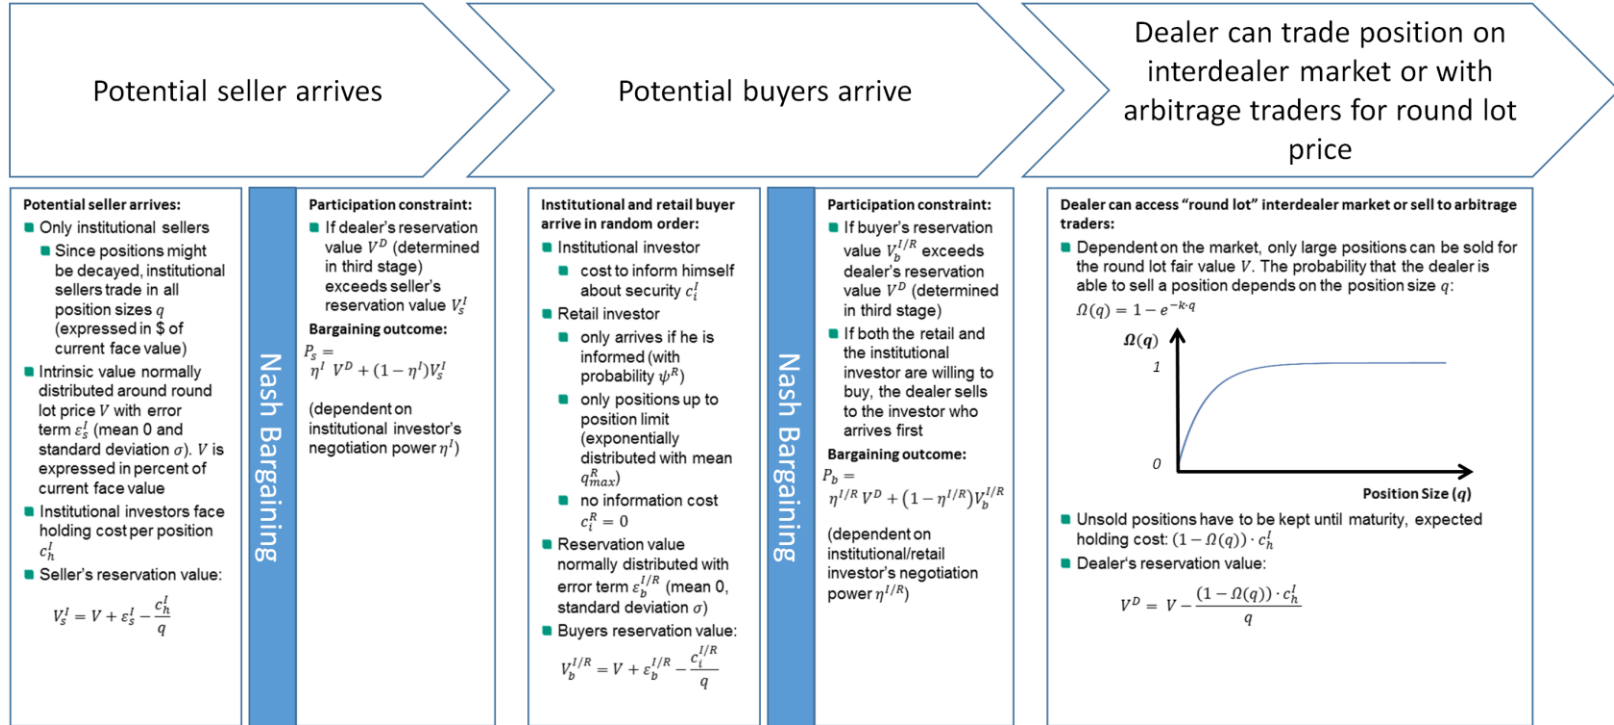 Potential seller arrives
Potential buyers arrive
Dealer can trade position on
interdealer market or with
arbitrage traders for round lot
price
Potential seller arrives:
Only institutional sellers
Since positions might
be decayed, institutional
sellers trade in all
position sizes q
(expressed in $ of
current face value)
Intrinsic value normally
distributed around round
lot price V with error
term ε_s^I (mean 0 and
standard deviation σ). V is
expressed in percent of
current face value
Institutional investors face
holding cost per position
c_h^I
Seller's reservation value:
V_s^I = V + ε_s^I − c_h^I / q
Nash Bargaining
Participation constraint:
If dealer's reservation
value V^D (determined
in third stage)
exceeds seller's
reservation value V_s^I
Bargaining outcome:
P_s =
η^I V^D + (1 − η^I)V_s^I
(dependent on
institutional investor's
negotiation power η^I)
Institutional and retail buyer
arrive in random order:
Institutional investor
cost to inform himself
about security c_i^I
Retail investor
only arrives if he is
informed (with
probability ψ^R)
only positions up to
position limit
(exponentially
distributed with mean
q_max^R)
no information cost
c_i^R = 0
Reservation value
normally distributed with
error term ε_b^{I/R} (mean 0,
standard deviation σ)
Buyers reservation value:
V_b^{I/R} = V + ε_b^{I/R} − c_i^{I/R} / q
Nash Bargaining
Participation constraint:
If buyer's reservation
value V_b^{I/R} exceeds
dealer's reservation
value V^D (determined
in third stage)
If both the retail and
the institutional
investor are willing to
buy, the dealer sells
to the investor who
arrives first
Bargaining outcome:
P_b =
η^{I/R} V^D + (1 − η^{I/R})V_b^{I/R}
(dependent on
institutional/retail
investor's negotiation
power η^{I/R})
Dealer can access "round lot" interdealer market or sell to arbitrage
traders:
Dependent on the market, only large positions can be sold for
the round lot fair value V. The probability that the dealer is
able to sell a position depends on the position size q:
Ω(q) = 1 − e^{−k·q}
Ω(q)
1
0
Position Size (q)
Unsold positions have to be kept until maturity, expected
holding cost: (1 − Ω(q)) · c_h^I
Dealer's reservation value:
V^D = V − (1 − Ω(q)) · c_h^I / q